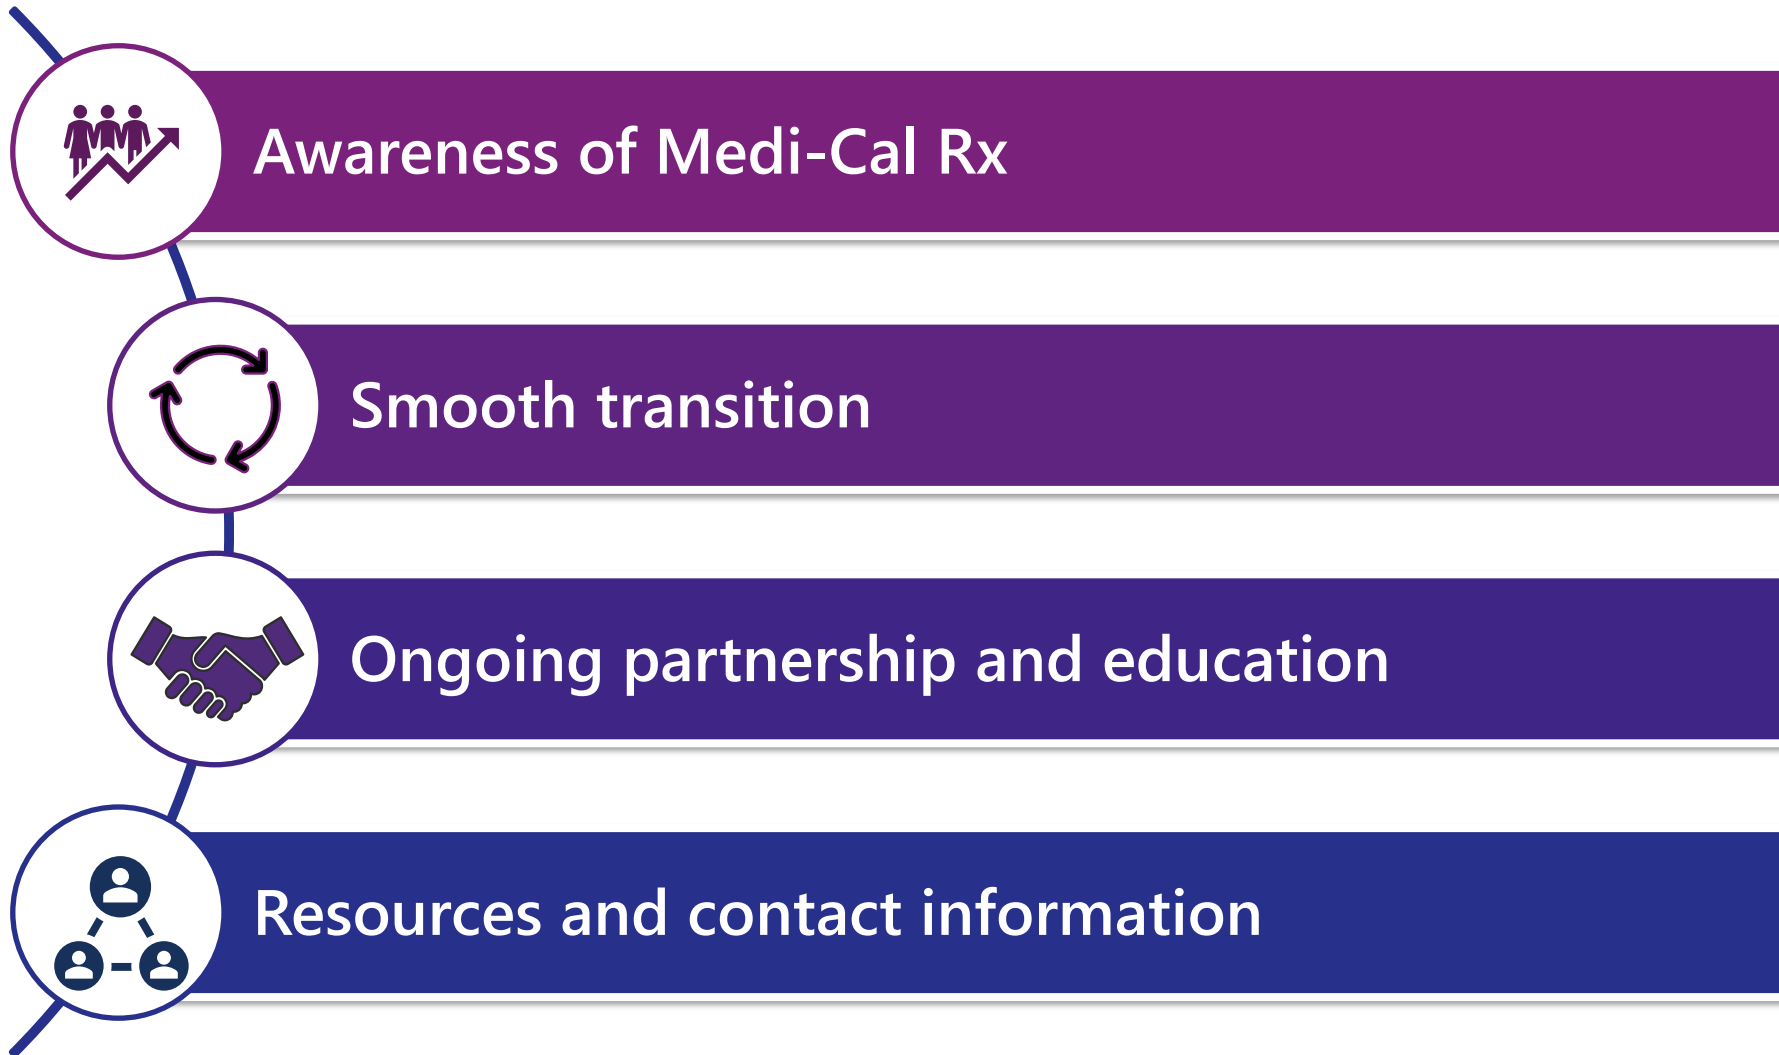 Awareness of Medi-Cal Rx
Smooth transition
Ongoing partnership and education
Resources and contact information